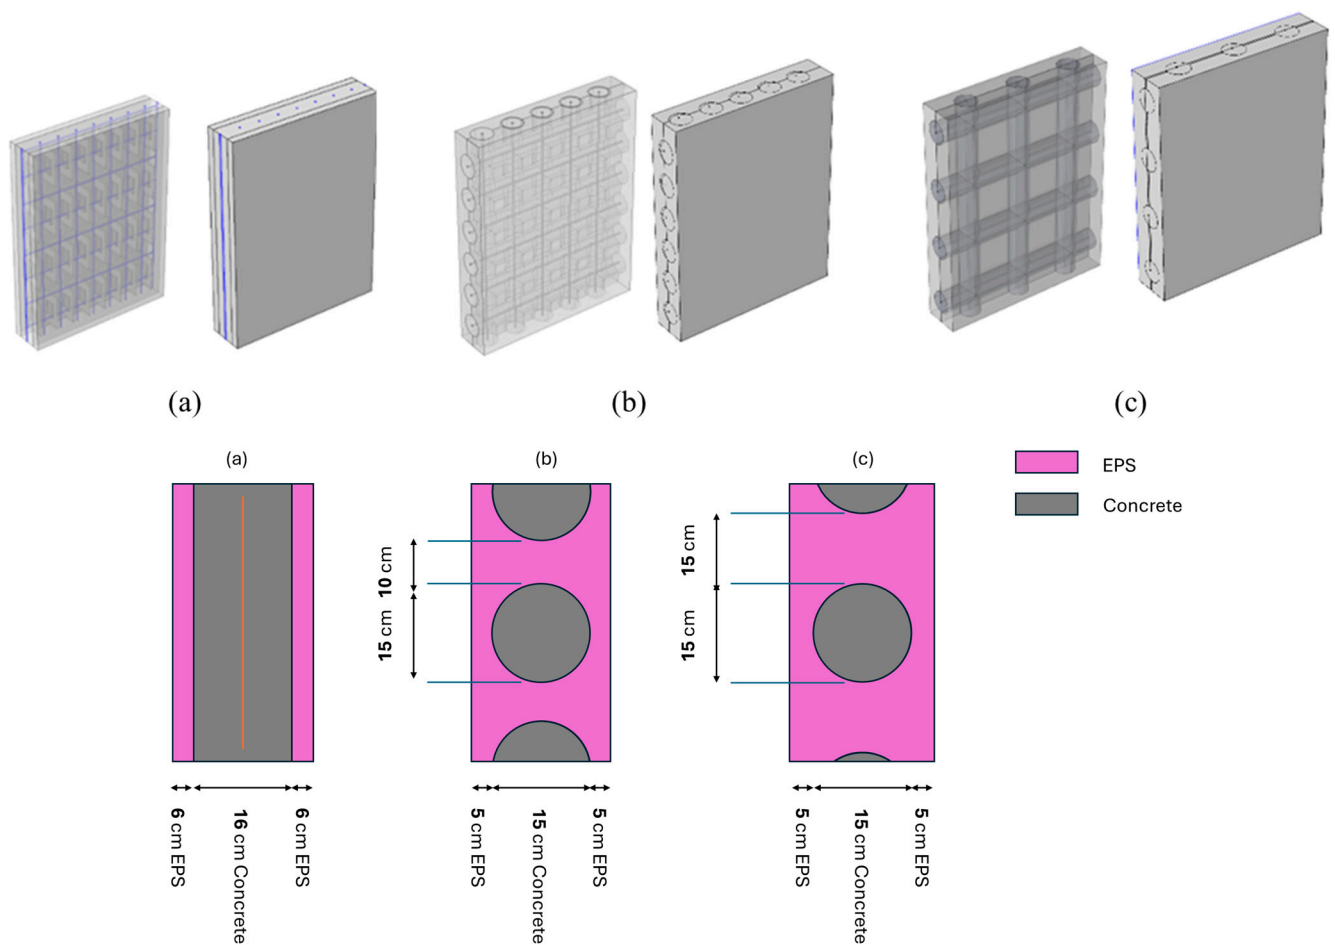 (a)
(b)
(c)
(a)
(b)
(c)
EPS
Concrete
10 cm
15 cm
15 cm
15 cm
6 cm EPS
16 cm Concrete
6 cm EPS
5 cm EPS
15 cm Concrete
5 cm EPS
5 cm EPS
15 cm Concrete
5 cm EPS